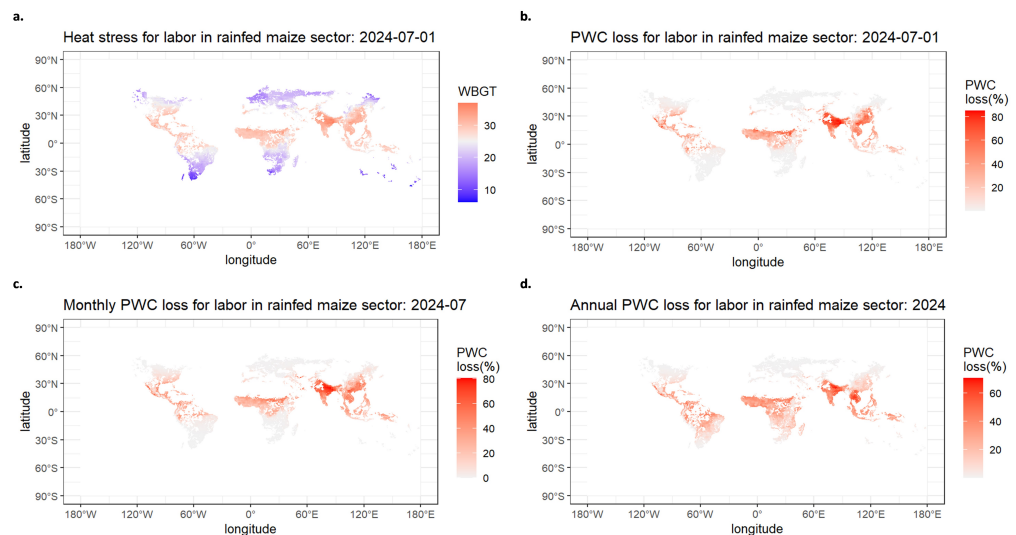 a.
Heat stress for labor in rainfed maize sector: 2024-07-01
90°N
60°N
30°N
0°
30°S
60°S
90°S
latitude
180°W 120°W 60°W 0° 60°E 120°E 180°E
longitude
WBGT
30
20
10
b.
PWC loss for labor in rainfed maize sector: 2024-07-01
90°N
60°N
30°N
0°
30°S
60°S
90°S
latitude
180°W 120°W 60°W 0° 60°E 120°E 180°E
longitude
PWC
loss(%)
80
60
40
20
c.
Monthly PWC loss for labor in rainfed maize sector: 2024-07
90°N
60°N
30°N
0°
30°S
60°S
90°S
latitude
180°W 120°W 60°W 0° 60°E 120°E 180°E
longitude
PWC
loss(%)
80
60
40
20
0
d.
Annual PWC loss for labor in rainfed maize sector: 2024
90°N
60°N
30°N
0°
30°S
60°S
90°S
latitude
180°W 120°W 60°W 0° 60°E 120°E 180°E
longitude
PWC
loss(%)
60
40
20